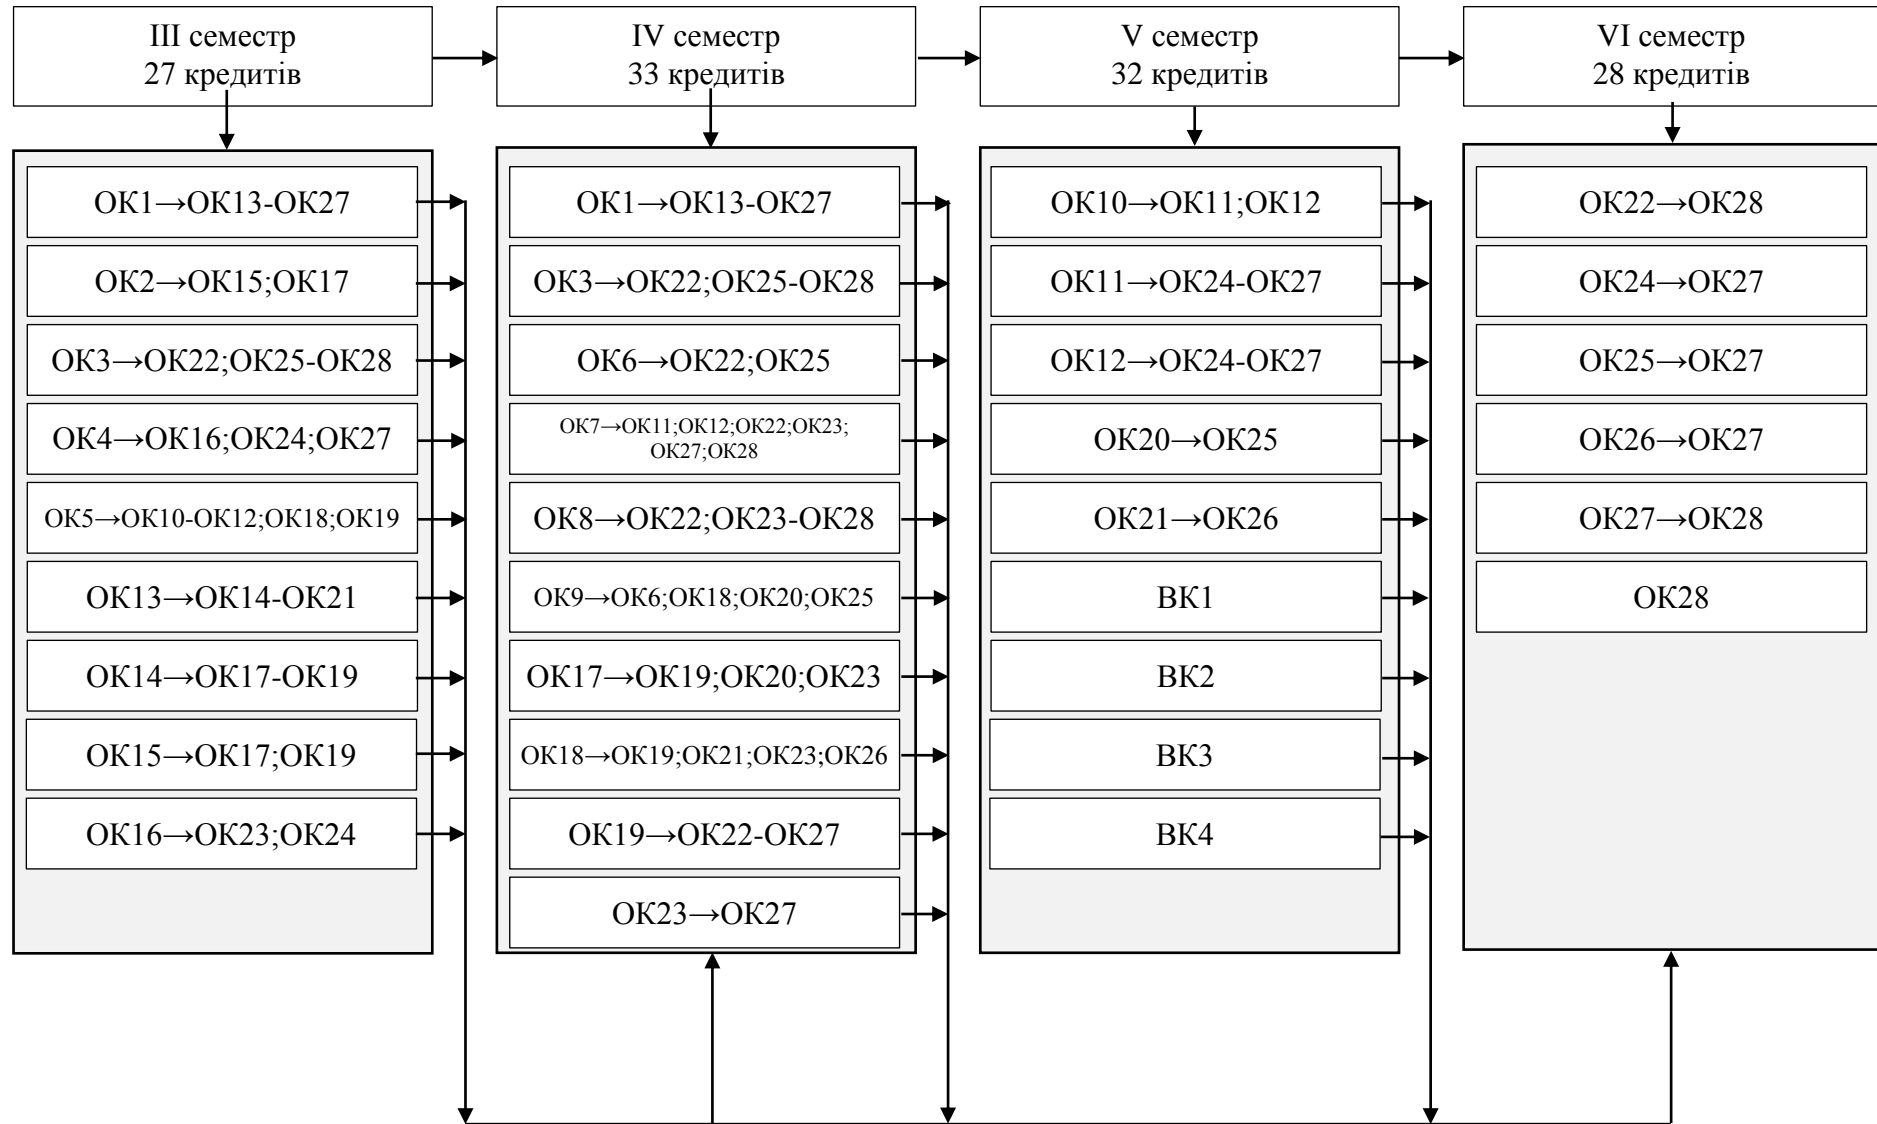 III семестр
27 кредитів
IV семестр
33 кредитів
V семестр
32 кредитів
VI семестр
28 кредитів
ОК1→ОК13-ОК27
ОК2→ОК15;ОК17
ОК3→ОК22;ОК25-ОК28
ОК4→ОК16;ОК24;ОК27
ОК5→ОК10-ОК12;ОК18;ОК19
ОК13→ОК14-ОК21
ОК14→ОК17-ОК19
ОК15→ОК17;ОК19
ОК16→ОК23;ОК24
ОК1→ОК13-ОК27
ОК3→ОК22;ОК25-ОК28
ОК6→ОК22;ОК25
ОК7→ОК11;ОК12;ОК22;ОК23;
ОК27;ОК28
ОК8→ОК22;ОК23-ОК28
ОК9→ОК6;ОК18;ОК20;ОК25
ОК17→ОК19;ОК20;ОК23
ОК18→ОК19;ОК21;ОК23;ОК26
ОК19→ОК22-ОК27
ОК23→ОК27
ОК10→ОК11;ОК12
ОК11→ОК24-ОК27
ОК12→ОК24-ОК27
ОК20→ОК25
ОК21→ОК26
ВК1
ВК2
ВК3
ВК4
ОК22→ОК28
ОК24→ОК27
ОК25→ОК27
ОК26→ОК27
ОК27→ОК28
ОК28